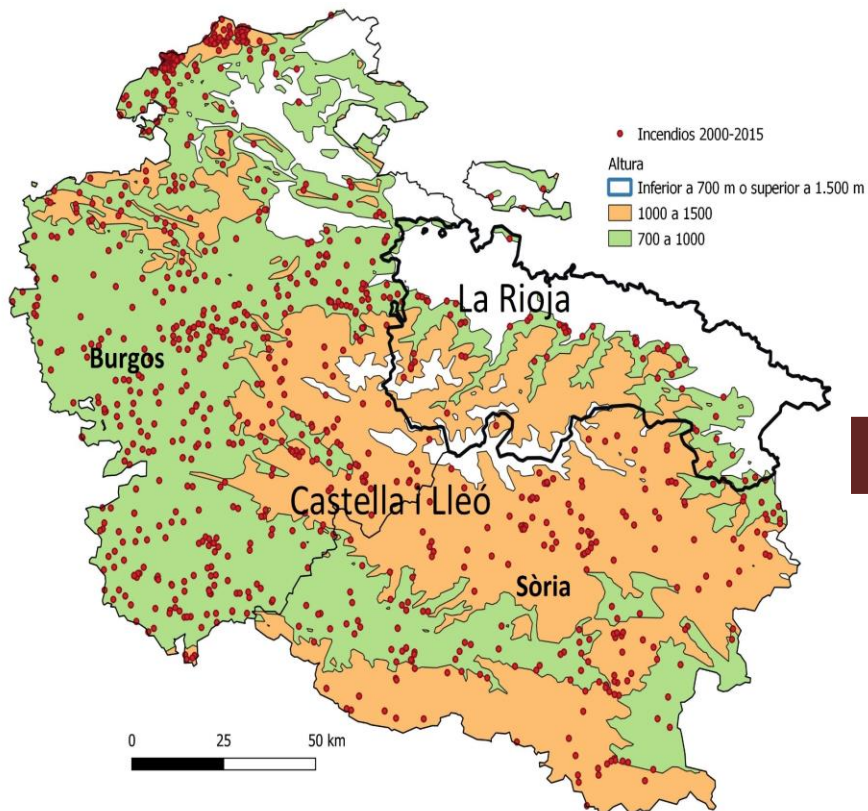 Incendios 2000-2015
Altura
Inferior a 700 m o superior a 1.500 m
1000 a 1500
700 a 1000
La Rioja
Burgos
Castella i Lleó
Sòria
0 25 50 km